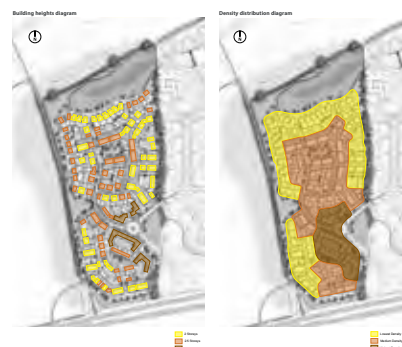 Building heights diagram
Density distribution diagram
2 Storeys
2.5 Storeys
Lowest Density
Medium Density